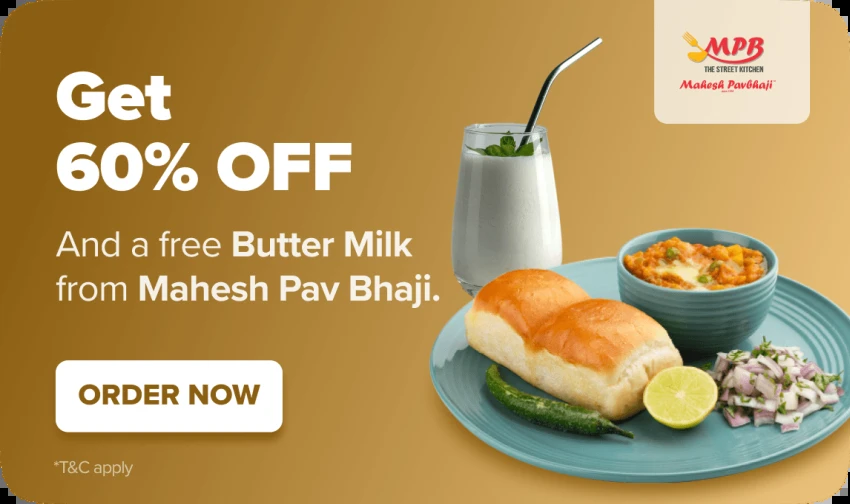 Get
60% OFF
And a free Butter Milk
from Mahesh Pav Bhaji.
ORDER NOW
*T&C apply
MPB
THE STREET KITCHEN
Mahesh Pavbhaji